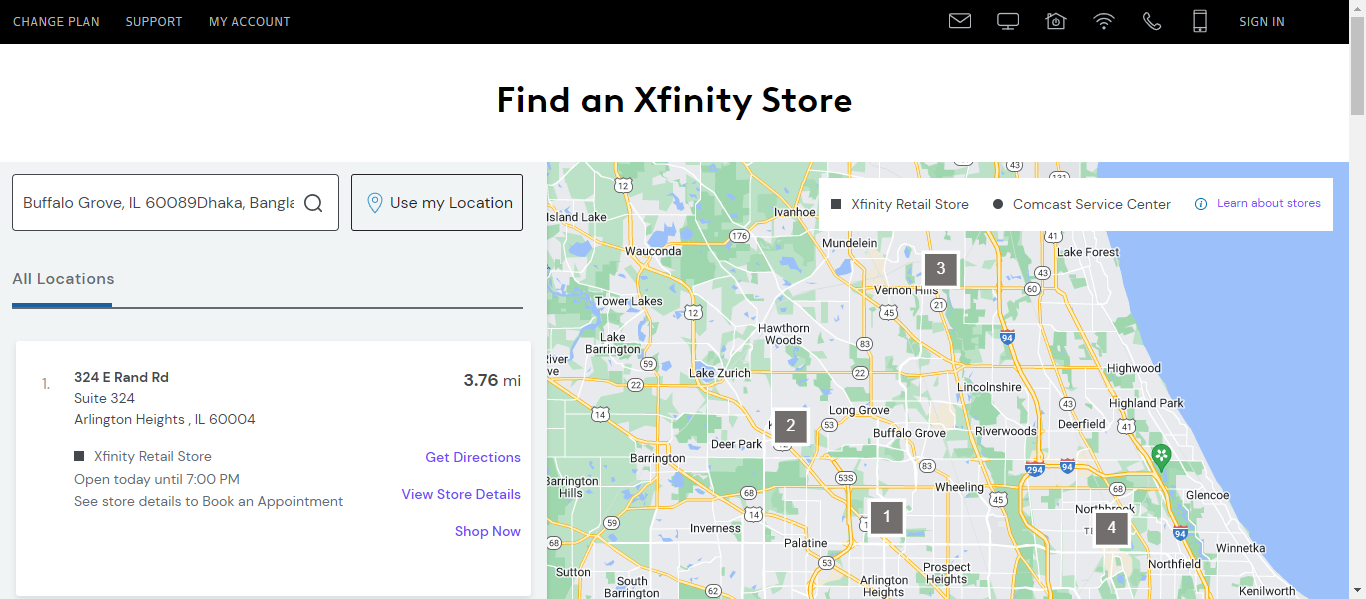 CHANGE PLAN SUPPORT MY ACCOUNT SIGN IN
Find an Xfinity Store
Buffalo Grove, IL 60089Dhaka, Bangla
Use my Location
All Locations
1. 324 E Rand Rd 3.76 mi
Suite 324
Arlington Heights , IL 60004
Xfinity Retail Store
Get Directions
Open today until 7:00 PM
View Store Details
See store details to Book an Appointment
Shop Now
Xfinity Retail Store Comcast Service Center Learn about stores
43
12
Island Lake
Ivanhoe
176
41
Mundelein
Wauconda
Lake Forest
3
43
Vernon Hills
60
Tower Lakes
21
12
45
Hawthorn
Woods
94
Lake
Barrington
83
59
Lake Zurich
22
Highwood
22
Lincolnshire
43
Highland Park
14
Long Grove
2
53
Deerfield
41
Buffalo Grove
Riverwoods
Deer Park
Barrington
83
294
94
53S
Barrington
Hills
Wheeling
68
68
45
Glencoe
59
14
1
Northbrook
Inverness
4
94
68
Palatine
Winnetka
53
Northfield
Sutton
Prospect
Heights
South
Barrington
Arlington
Heights
62
Kenilworth